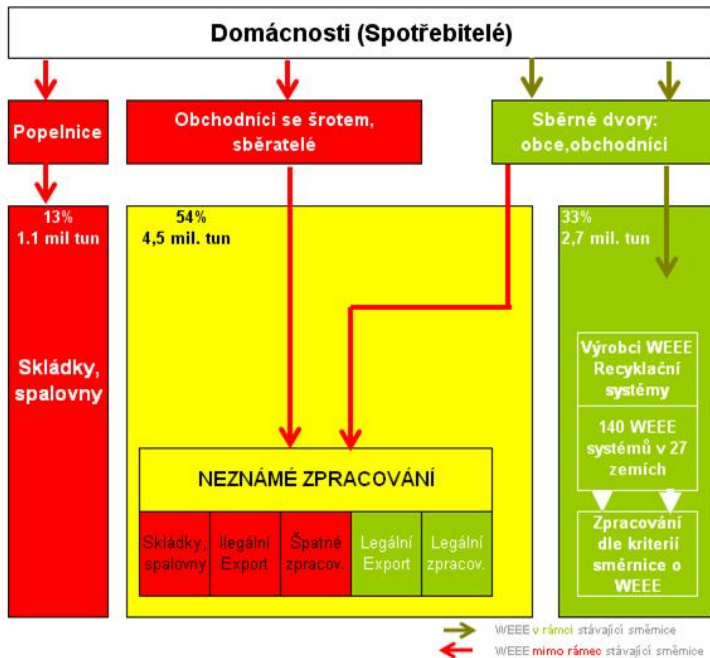 Domácnosti (Spotřebitelé)
Popelnice
Obchodníci se šrotem,
sběratelé
Sběrné dvory:
obce,obchodníci
13%
1.1 mil tun
54%
4,5 mil. tun
33%
2,7 mil. tun
Skládky,
spalovny
Výrobci WEEE
Recyklační
systémy
140 WEEE
systémů v 27
zemích
NEZNÁMÉ ZPRACOVÁNÍ
Skládky,
spalovny
Ilegální
Export
Špatné
zpracov.
Legální
Export
Legální
zpracov.
Zpracování
dle kriterií
směrnice o
WEEE
WEEE v rámci stávající směrnice
WEEE mimo rámec stávající směrnice